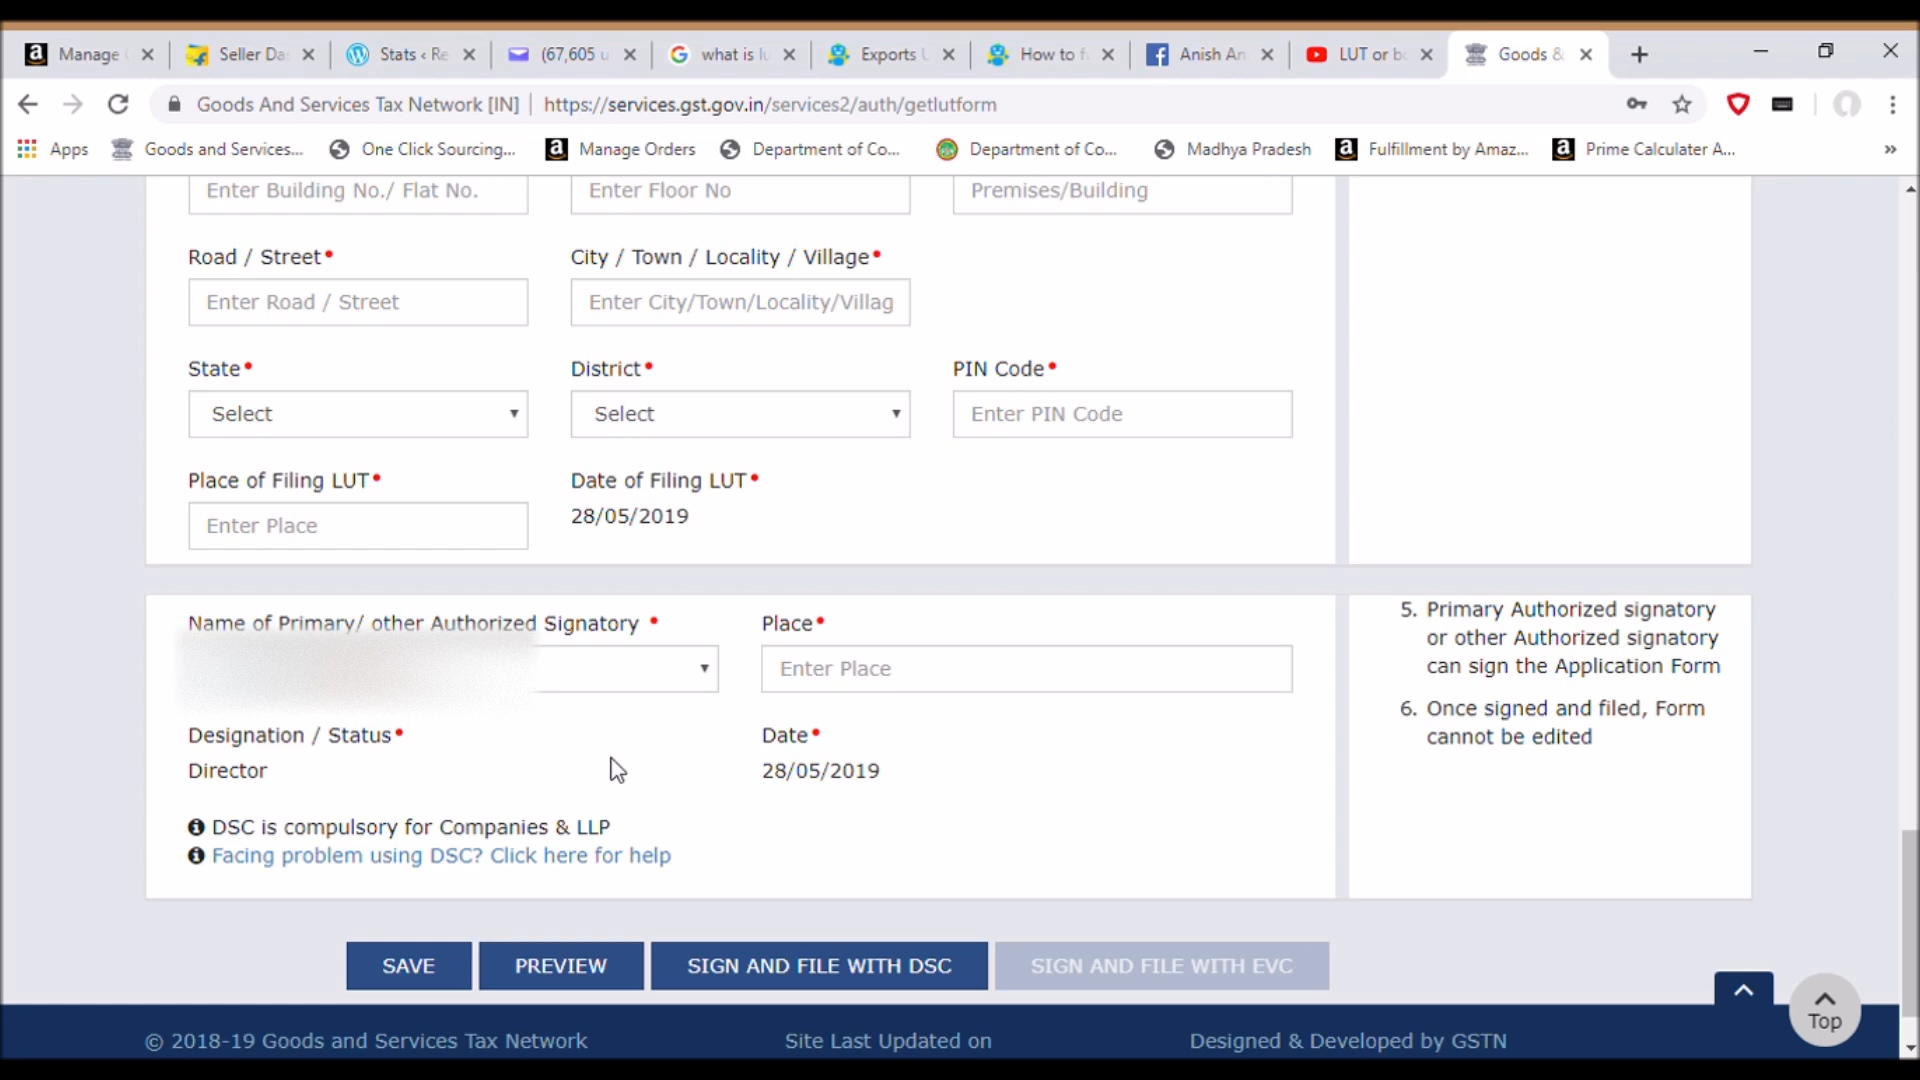 Manage
Seller Da
Stats ‹ Re
(67,605 u
what is lu
Exports U
How to f
Anish An
LUT or bo
Goods &
Goods And Services Tax Network [IN] | https://services.gst.gov.in/services2/auth/getlutform
Apps
Goods and Services...
One Click Sourcing...
Manage Orders
Department of Co...
Department of Co...
Madhya Pradesh
Fulfillment by Amaz...
Prime Calculater A...
»
Enter Building No./ Flat No.
Enter Floor No
Premises/Building
Road / Street•
City / Town / Locality / Village•
Enter Road / Street
Enter City/Town/Locality/Villag
State•
District•
PIN Code•
Select
Select
Enter PIN Code
Place of Filing LUT•
Date of Filing LUT•
Enter Place
28/05/2019
Name of Primary/ other Authorized Signatory •
Place•
Enter Place
Designation / Status•
Date•
Director
28/05/2019
DSC is compulsory for Companies & LLP
Facing problem using DSC? Click here for help
5. Primary Authorized signatory
or other Authorized signatory
can sign the Application Form
6. Once signed and filed, Form
cannot be edited
SAVE
PREVIEW
SIGN AND FILE WITH DSC
SIGN AND FILE WITH EVC
Top
© 2018-19 Goods and Services Tax Network
Site Last Updated on
Designed & Developed by GSTN